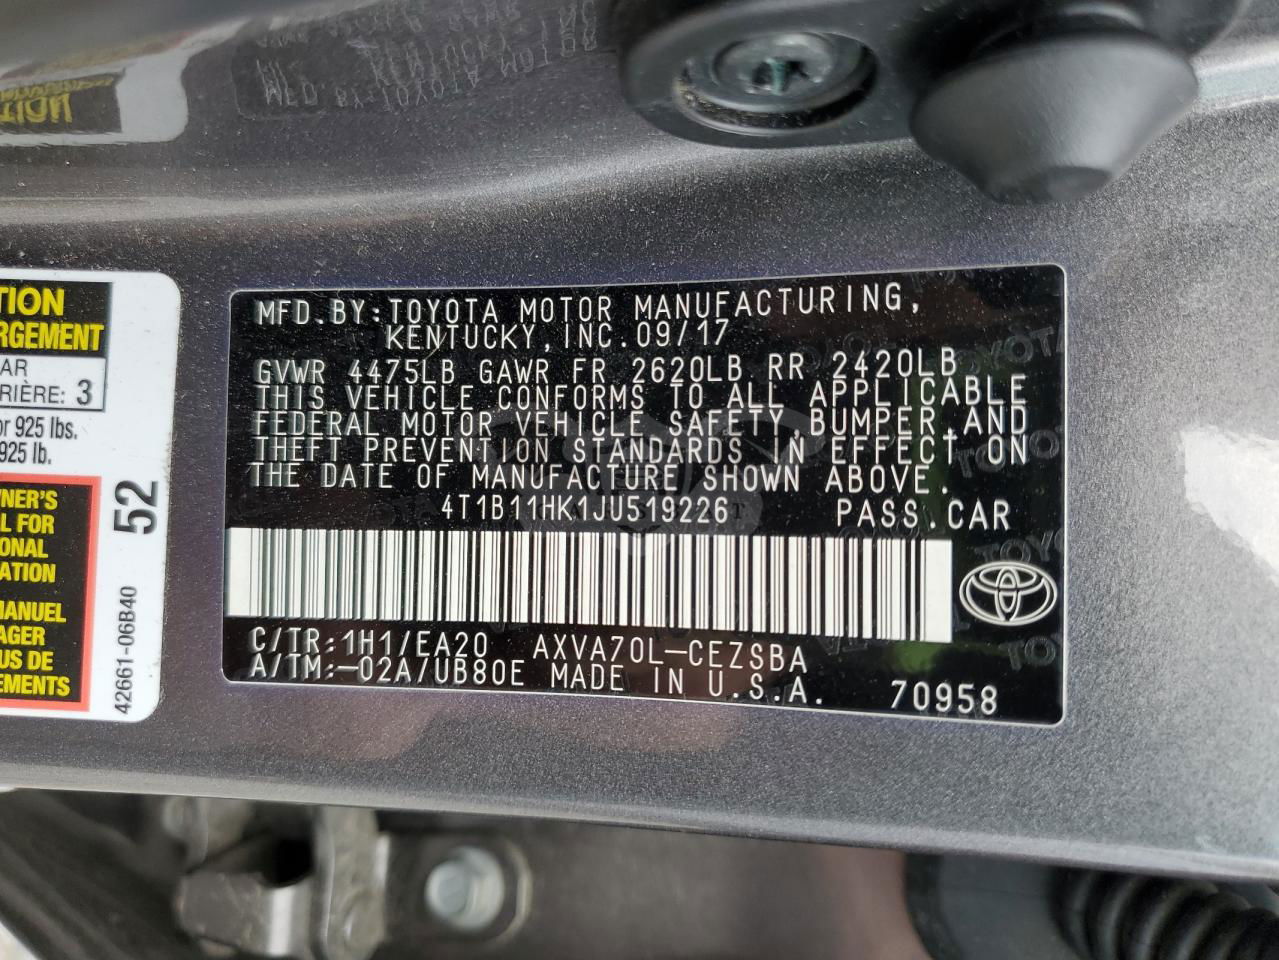 TION
RGEMENT
AR
RIÈRE: 3
or 925 lbs.
925 lb.
WNER'S
L FOR
ONAL
ATION
MANUEL
AGER
US DE
EMENTS
52
42661-06B40
MFD.BY:TOYOTA MOTOR MANUFACTURING,
KENTUCKY,INC.09/17
GVWR 4475LB GAWR FR 2620LB RR 2420LB
THIS VEHICLE CONFORMS TO ALL APPLICABLE
FEDERAL MOTOR VEHICLE SAFETY,BUMPER,AND
THEFT PREVENTION STANDARDS IN EFFECT ON
THE DATE OF MANUFACTURE SHOWN ABOVE.
4T1B11HK1JU519226 PASS.CAR
C/TR:1H1/EA20 AXVA70L-CEZSBA
A/TM:-02A/UB80E MADE IN U.S.A. 70958